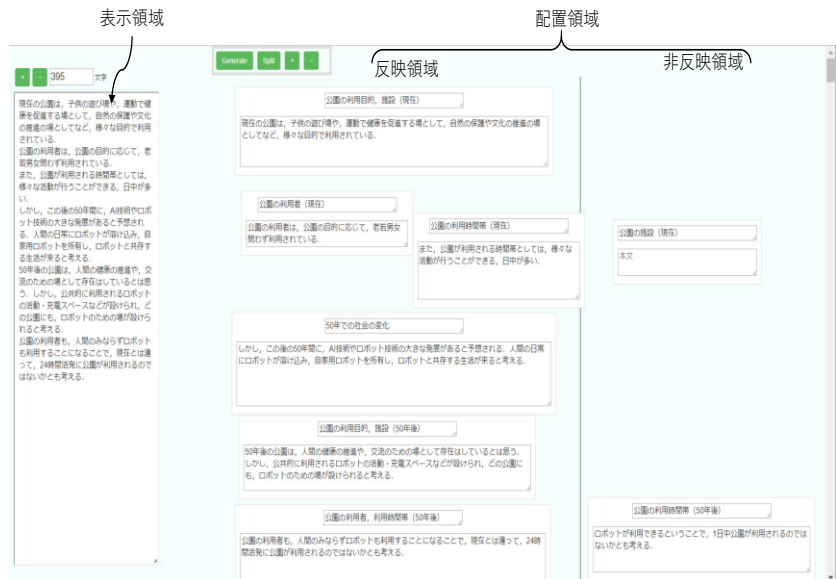 表示領域
配置領域
反映領域
非反映領域
Generate Split + -
+ - 395 文字
現在の公園は，子供の遊び場や，運動で健
康を促進する場として，自然の保護や文化
の推進の場としてなど，様々な目的で利用
されている．
公園の利用者は，公園の目的に応じて，老
若男女問わず利用されている．
また，公園が利用される時間帯としては，
様々な活動が行うことができる，日中が多
い．
しかし，この後の50年間に，AI技術やロボ
ット技術の大きな発展があると予想され
る．人間の日常にロボットが溶け込み，自
家用ロボットを所有し，ロボットと共存す
る生活が来ると考える．
50年後の公園は，人間の健康の推進や，交
流のための場として存在はしているとは思
う．しかし，公共的に利用されるロボット
の活動・充電スペースなどが設けられ，ど
の公園にも，ロボットのための場が設けら
れると考える．
公園の利用者も，人間のみならずロボット
も利用することになることで，現在とは違
って，24時間活発に公園が利用されるので
はないかとも考える．
公園の利用目的，施設（現在）
現在の公園は，子供の遊び場や，運動で健康を促進する場として，自然の保護や文化の推進の場
としてなど，様々な目的で利用されている．
公園の利用者（現在）
公園の利用者は，公園の目的に応じて，老若男女
問わず利用されている．
公園の利用時間帯（現在）
また，公園が利用される時間帯としては，様々な
活動が行うことができる，日中が多い．
公園の施設（現在）
本文
50年での社会の変化
しかし，この後の50年間に，AI技術やロボット技術の大きな発展があると予想される．人間の日常
にロボットが溶け込み，自家用ロボットを所有し，ロボットと共存する生活が来ると考える．
公園の利用目的，施設（50年後）
50年後の公園は，人間の健康の推進や，交流のための場として存在はしているとは思う．
しかし，公共的に利用されるロボットの活動・充電スペースなどが設けられ，どの公園に
も，ロボットのための場が設けられると考える．
公園の利用者，利用時間帯（50年後）
公園の利用者も，人間のみならずロボットも利用することになることで，現在とは違って，24時
間活発に公園が利用されるのではないかとも考える．
公園の利用時間帯（50年後）
ロボットが利用できるということで，1日中公園が利用されるのでは
ないかとも考える．